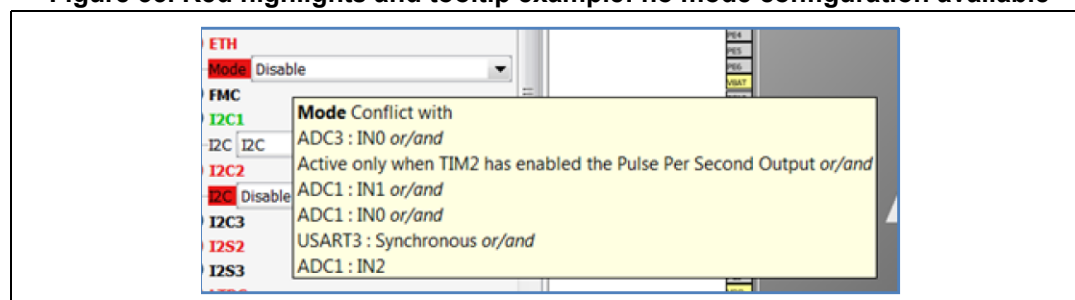 Figure 58. Red highlights and tooltip example: no mode configuration available
ETH
Mode Disable
FMC
I2C1
I2C I2C
I2C2
I2C Disable
I2C3
I2S2
I2S3
Mode Conflict with
ADC3 : IN0 or/and
Active only when TIM2 has enabled the Pulse Per Second Output or/and
ADC1 : IN1 or/and
ADC1 : IN0 or/and
USART3 : Synchronous or/and
ADC1 : IN2
PE4
PE5
PE6
VBAT